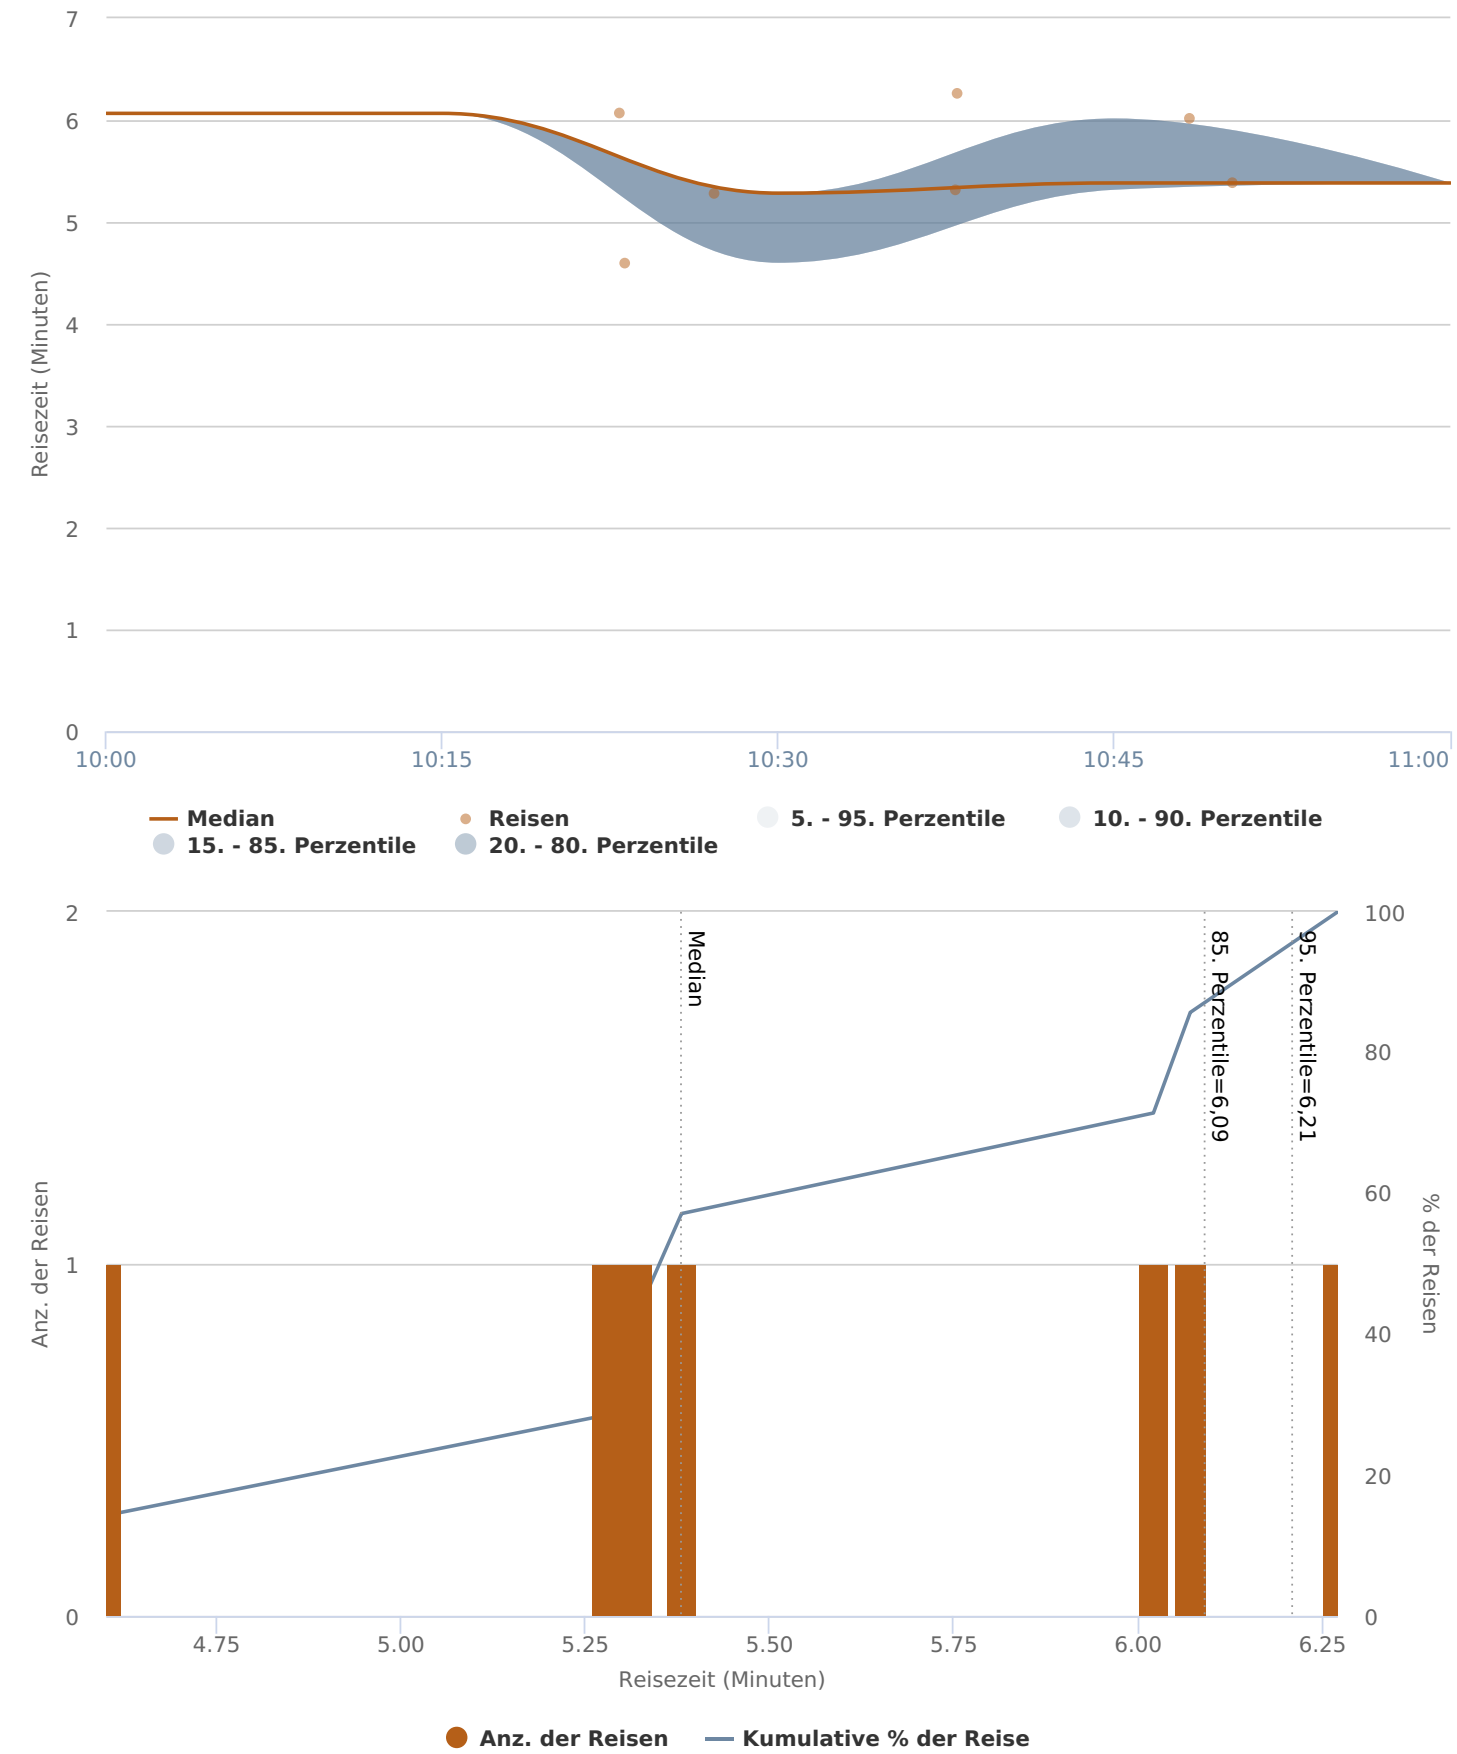 7
6
5
4
3
2
1
0
Reisezeit (Minuten)
10:00 10:15 10:30 10:45 11:00
Median Reisen 5. - 95. Perzentile 10. - 90. Perzentile
15. - 85. Perzentile 20. - 80. Perzentile
2
1
0
Anz. der Reisen
Median
85. Perzentile=6,09
95. Perzentile=6,21
100
80
60
40
20
0
% der Reisen
4.75 5.00 5.25 5.50 5.75 6.00 6.25
Reisezeit (Minuten)
Anz. der Reisen Kumulative % der Reise